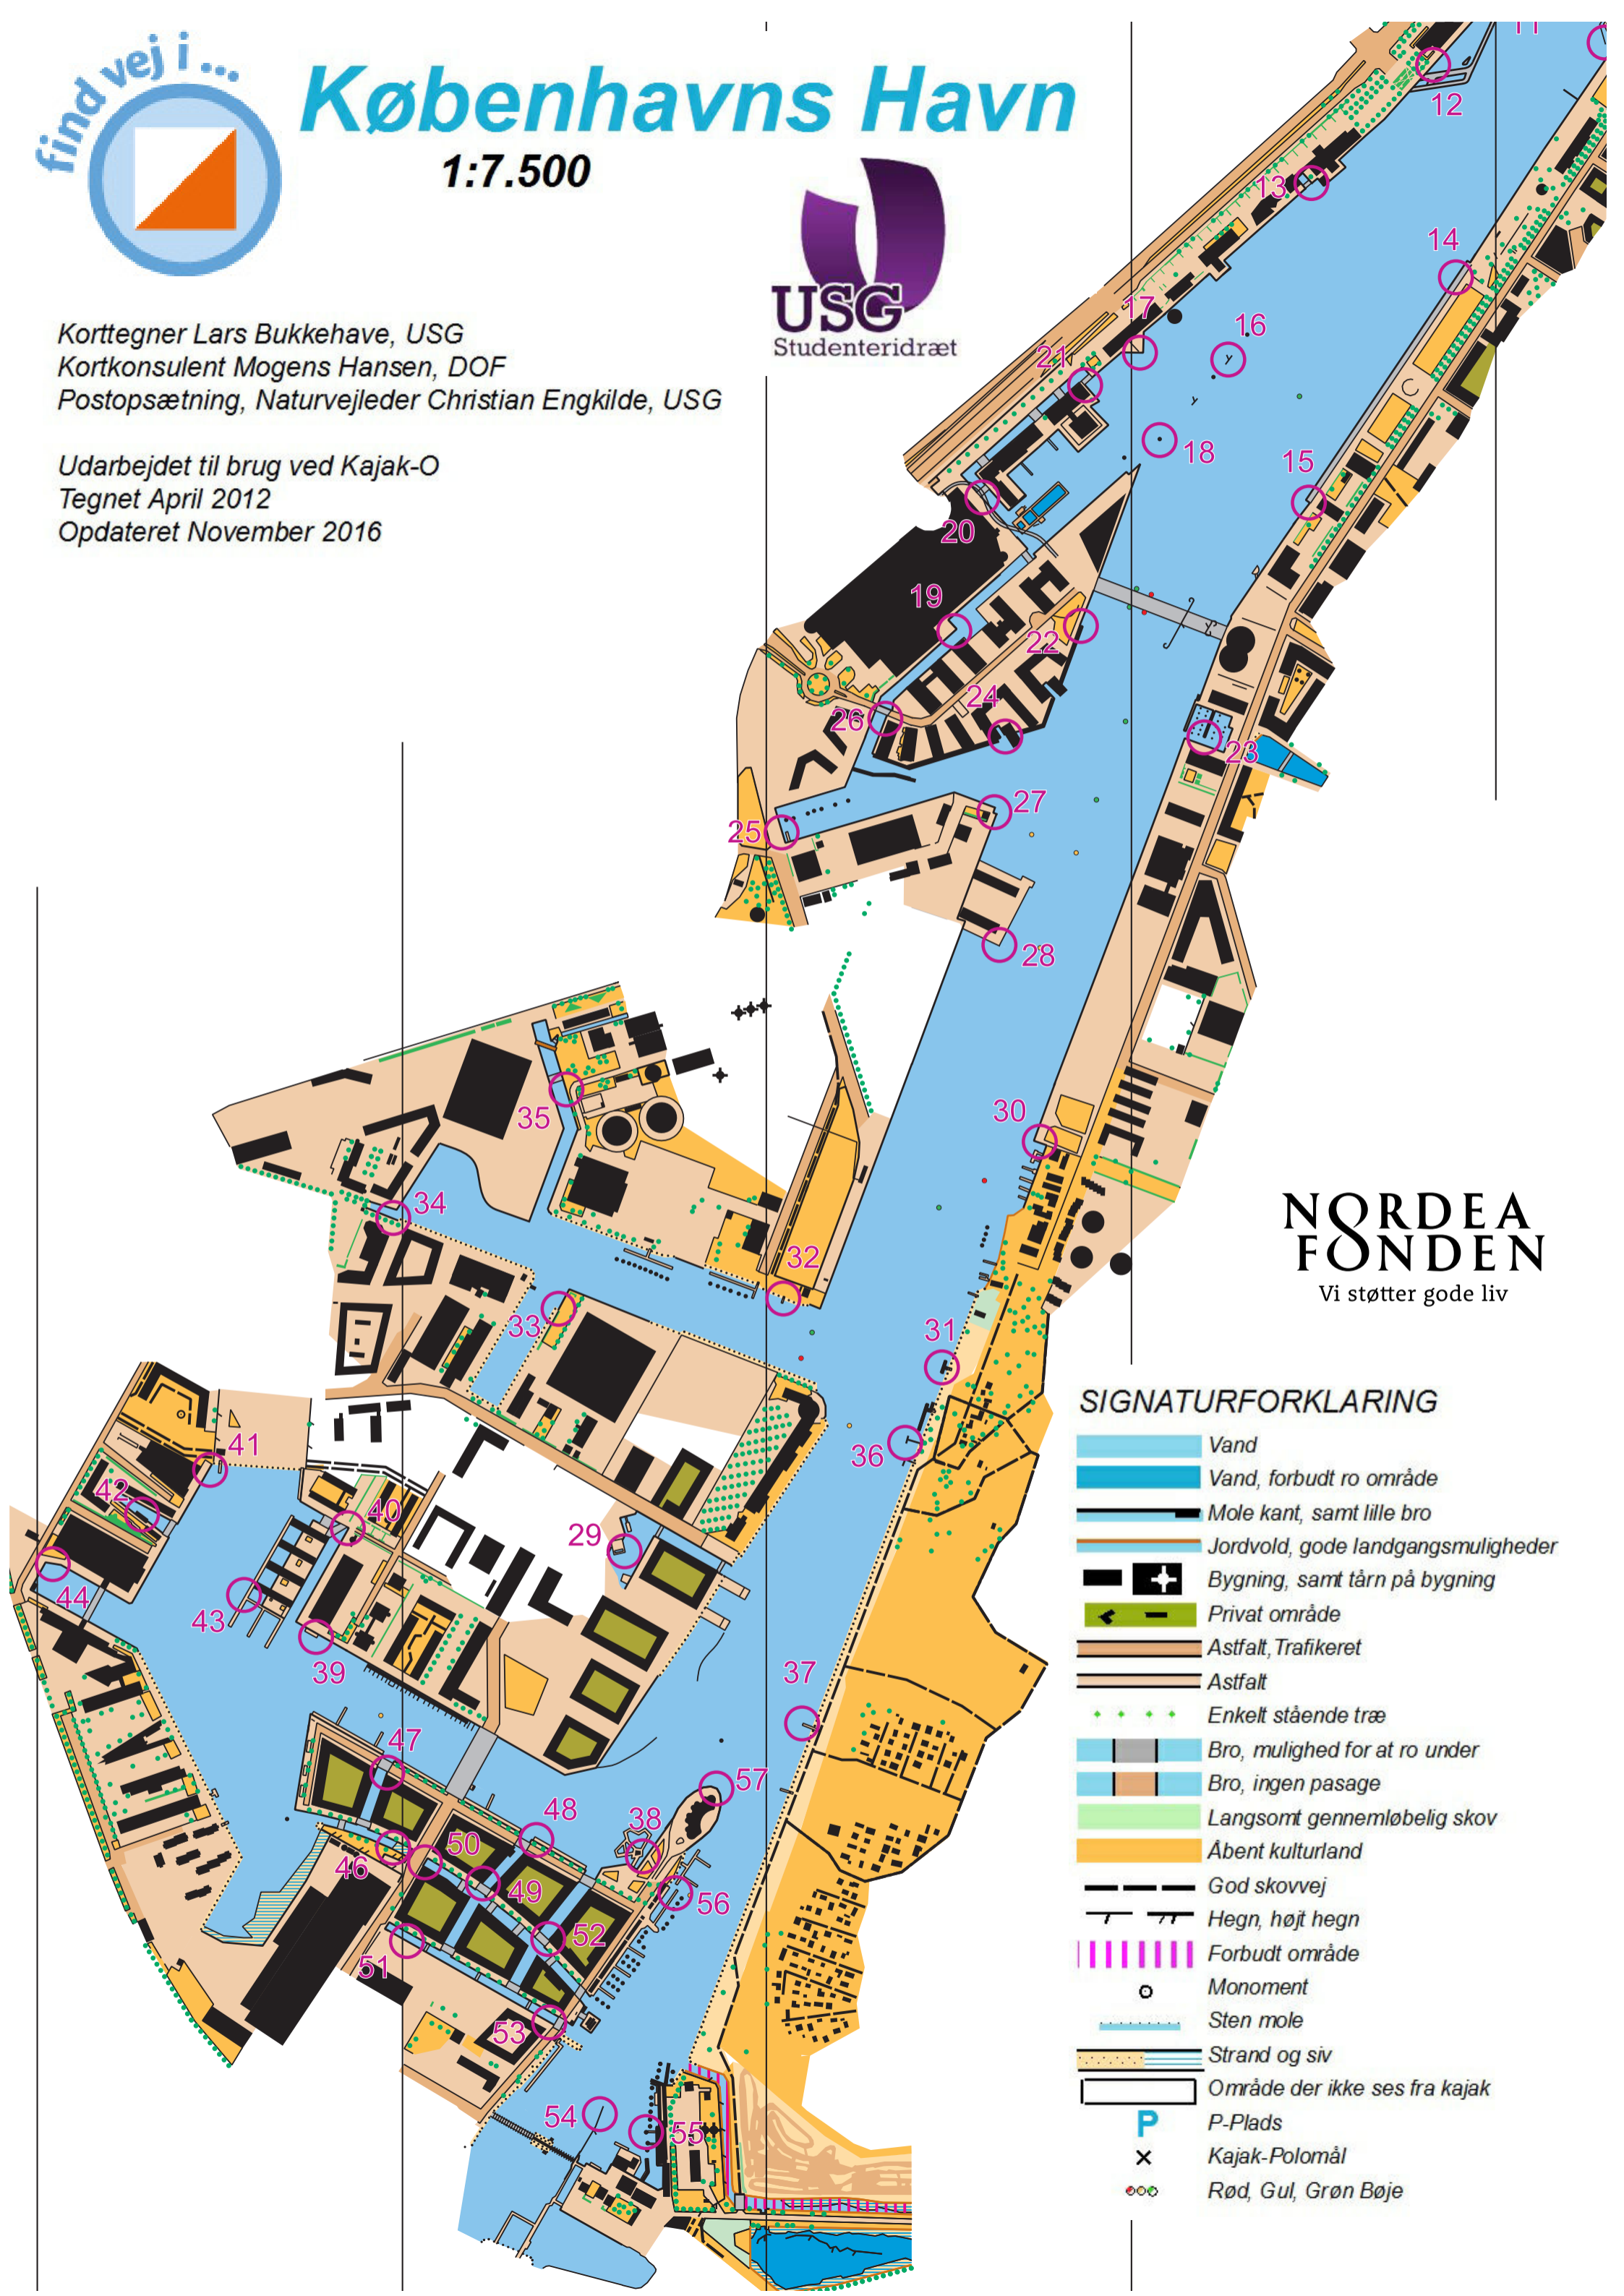 find vej i ...
Københavns Havn
1:7.500
USG
Studenteridræt
Korttegner Lars Bukkehave, USG
Kortkonsulent Mogens Hansen, DOF
Postopsætning, Naturvejleder Christian Engkilde, USG
Udarbejdet til brug ved Kajak-O
Tegnet April 2012
Opdateret November 2016
11
12
13
14
17
16
21
18
15
20
19
22
24
26
23
27
25
28
30
35
34
32
33
31
36
41
42
40
29
44
43
39
37
47
57
48
38
50
46
49
56
52
51
53
54
55
NORDEA
FONDEN
Vi støtter gode liv
SIGNATURFORKLARING
Vand
Vand, forbudt ro område
Mole kant, samt lille bro
Jordvold, gode landgangsmuligheder
Bygning, samt tårn på bygning
Privat område
Astfalt,Trafikeret
Astfalt
Enkelt stående træ
Bro, mulighed for at ro under
Bro, ingen pasage
Langsomt gennemløbelig skov
Åbent kulturland
God skovvej
Hegn, højt hegn
Forbudt område
Monoment
Sten mole
Strand og siv
Område der ikke ses fra kajak
P P-Plads
Kajak-Polomål
Rød, Gul, Grøn Bøje